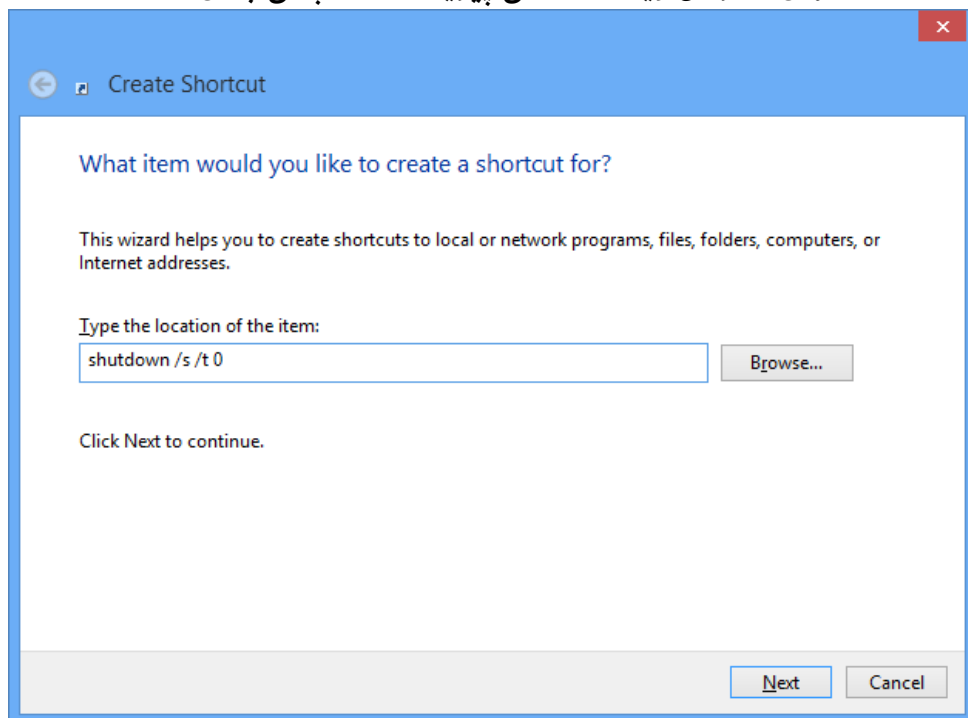 Create Shortcut
What item would you like to create a shortcut for?
This wizard helps you to create shortcuts to local or network programs, files, folders, computers, or
Internet addresses.
Type the location of the item:
shutdown /s /t 0
Browse...
Click Next to continue.
Next
Cancel